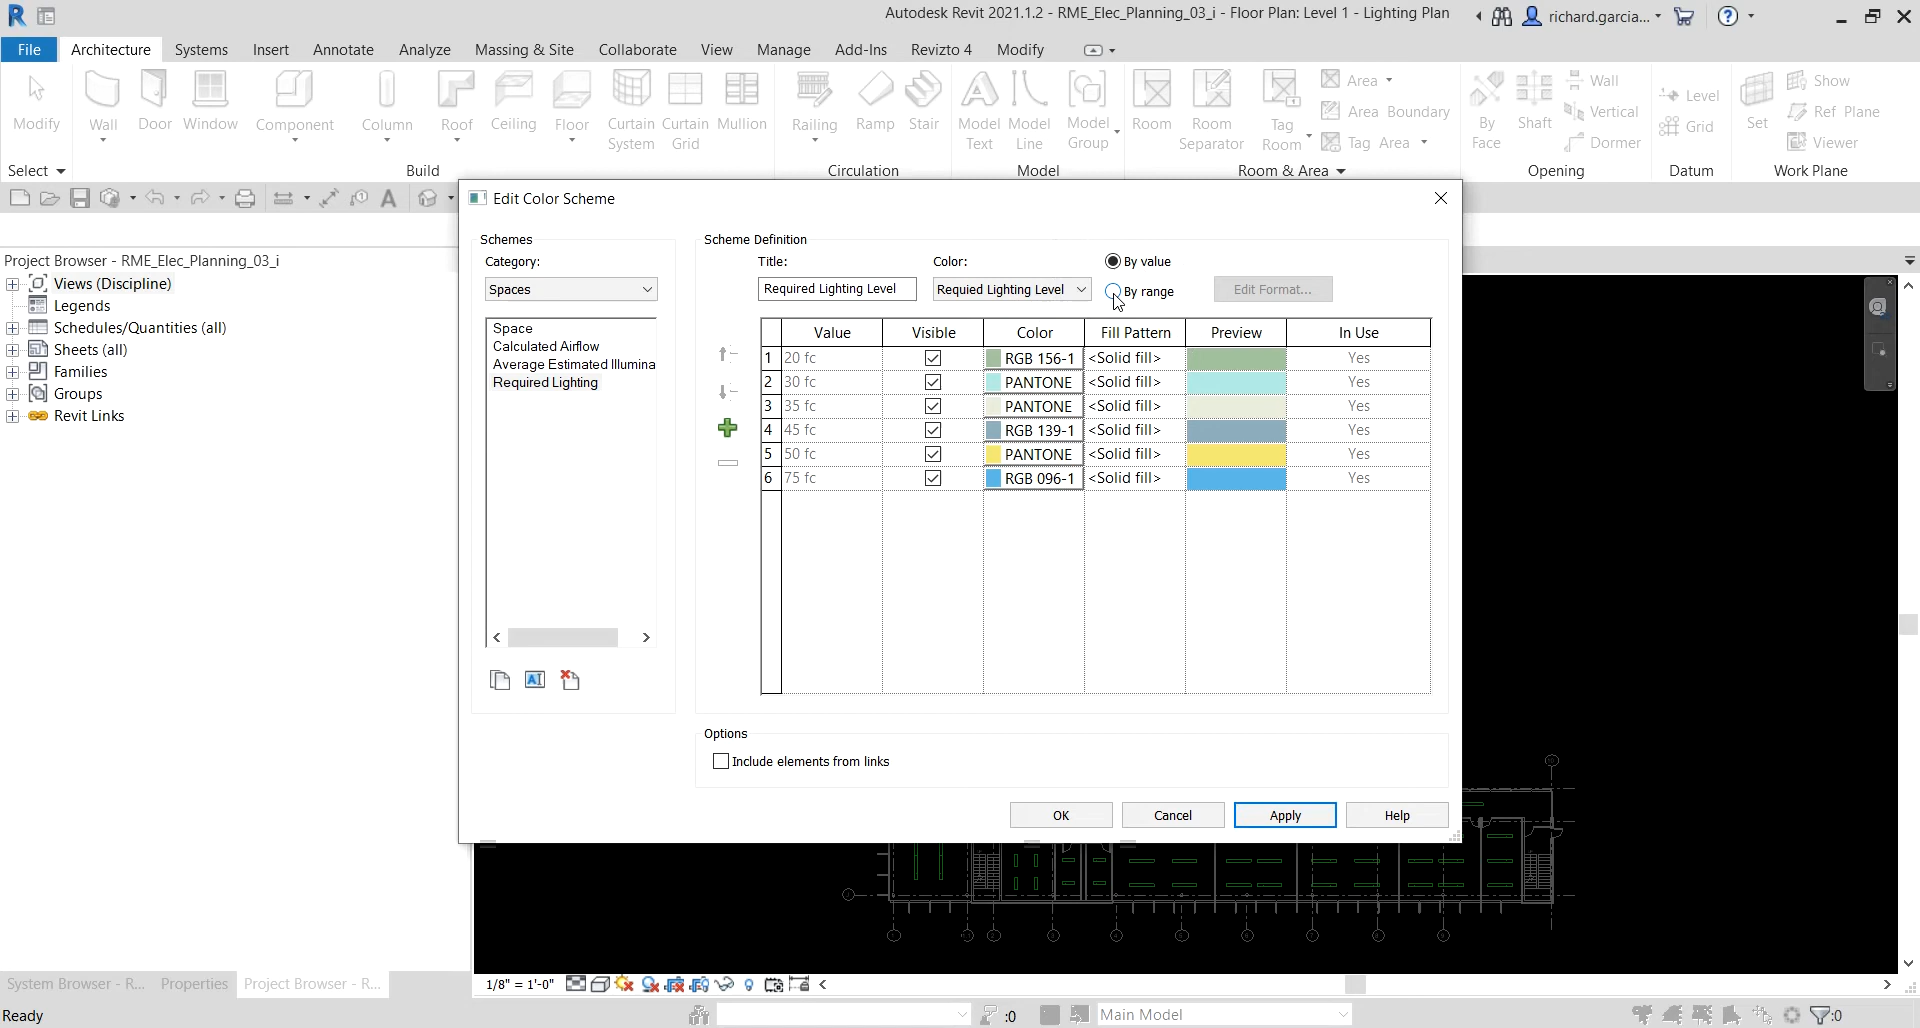 Autodesk Revit 2021.1.2 - RME_Elec_Planning_03_i - Floor Plan: Level 1 - Lighting Plan
richard.garcia...
File Architecture Systems Insert Annotate Analyze Massing & Site Collaborate View Manage Add-Ins Revizto 4 Modify
Modify Wall Door Window Component Column Roof Ceiling Floor Curtain System Curtain Grid Mullion Railing Ramp Stair Model Text Model Line Model Group Room Room Separator Tag Room Area Area Boundary Tag Area By Face Shaft Wall Vertical Dormer Level Grid Set Show Ref Plane Viewer
Select Build Circulation Model Room & Area Opening Datum Work Plane
Project Browser - RME_Elec_Planning_03_i
Views (Discipline)
Legends
Schedules/Quantities (all)
Sheets (all)
Families
Groups
Revit Links
Edit Color Scheme
Schemes
Category:
Spaces
Space
Calculated Airflow
Average Estimated Illumina
Required Lighting
Scheme Definition
Title: Color: By value
Required Lighting Level Requied Lighting Level By range Edit Format...
Value Visible Color Fill Pattern Preview In Use
1 20 fc RGB 156-1 <Solid fill> Yes
2 30 fc PANTONE <Solid fill> Yes
3 35 fc PANTONE <Solid fill> Yes
4 45 fc RGB 139-1 <Solid fill> Yes
5 50 fc PANTONE <Solid fill> Yes
6 75 fc RGB 096-1 <Solid fill> Yes
Options
Include elements from links
OK Cancel Apply Help
System Browser - R... Properties Project Browser - R...
1/8" = 1'-0"
Ready :0 Main Model :0